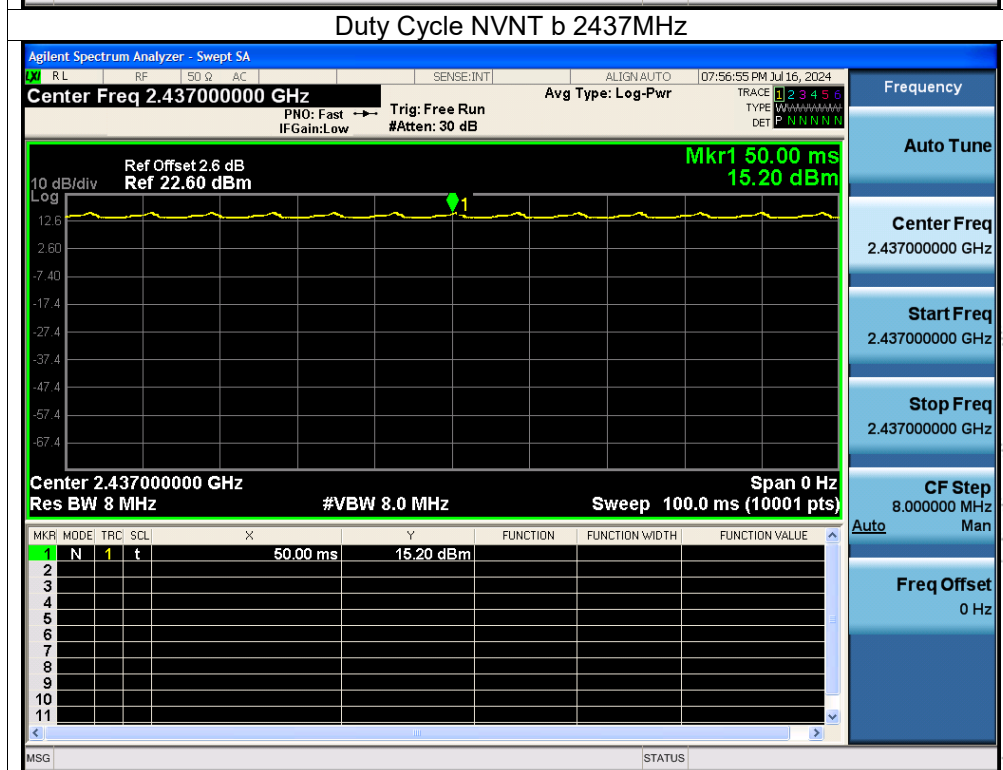 Duty Cycle NVNT b 2437MHz
Agilent Spectrum Analyzer - Swept SA
LXI RL RF 50 Ω AC SENSE:INT ALIGN AUTO 07:56:55 PM Jul 16, 2024
Center Freq 2.437000000 GHz Avg Type: Log-Pwr TRACE 1 2 3 4 5 6
PNO: Fast Trig: Free Run TYPE WWWWWW
IFGain:Low #Atten: 30 dB DET P N N N N N
Mkr1 50.00 ms
15.20 dBm
Ref Offset 2.6 dB
10 dB/div Ref 22.60 dBm
Log
1
12.6
2.60
-7.40
-17.4
-27.4
-37.4
-47.4
-57.4
-67.4
Center 2.437000000 GHz Span 0 Hz
Res BW 8 MHz #VBW 8.0 MHz Sweep 100.0 ms (10001 pts)
MKR MODE TRC SCL X Y FUNCTION FUNCTION WIDTH FUNCTION VALUE
1 N 1 t 50.00 ms 15.20 dBm
2
3
4
5
6
7
8
9
10
11
MSG STATUS
Frequency
Auto Tune
Center Freq
2.437000000 GHz
Start Freq
2.437000000 GHz
Stop Freq
2.437000000 GHz
CF Step
8.000000 MHz
Auto Man
Freq Offset
0 Hz